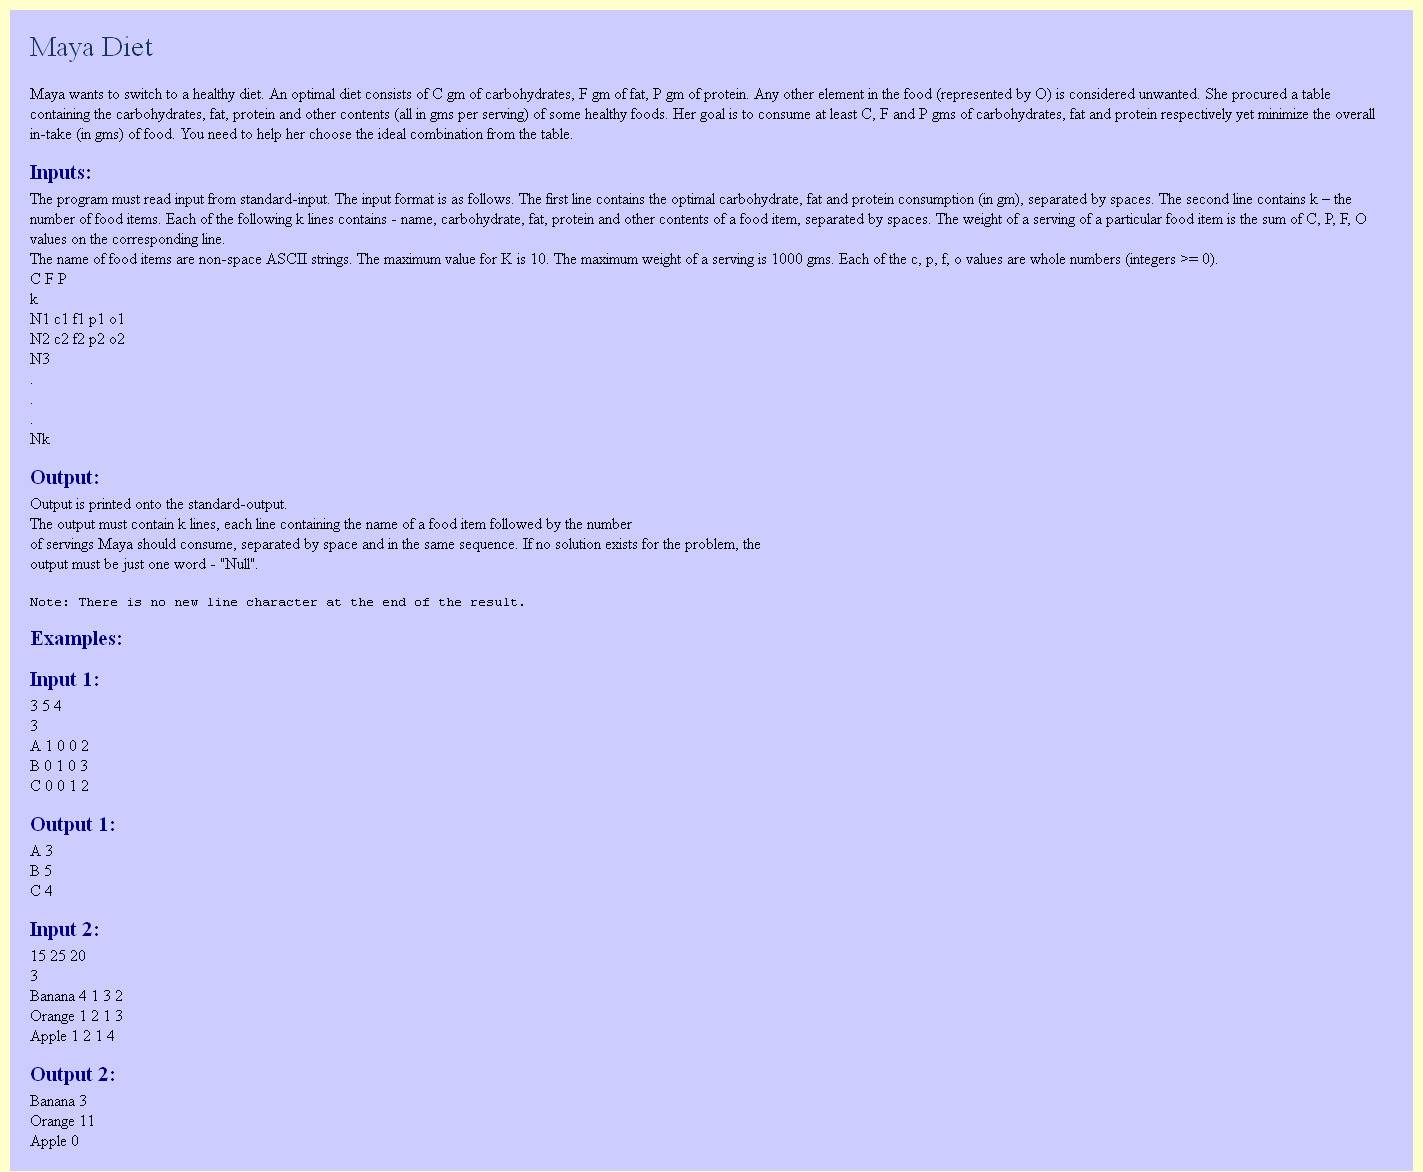 Maya Diet
Maya wants to switch to a healthy diet. An optimal diet consists of C gm of carbohydrates, F gm of fat, P gm of protein. Any other element in the food (represented by O) is considered unwanted. She procured a table
containing the carbohydrates, fat, protein and other contents (all in gms per serving) of some healthy foods. Her goal is to consume at least C, F and P gms of carbohydrates, fat and protein respectively yet minimize the overall
in-take (in gms) of food. You need to help her choose the ideal combination from the table.
Inputs:
The program must read input from standard-input. The input format is as follows. The first line contains the optimal carbohydrate, fat and protein consumption (in gm), separated by spaces. The second line contains k – the
number of food items. Each of the following k lines contains - name, carbohydrate, fat, protein and other contents of a food item, separated by spaces. The weight of a serving of a particular food item is the sum of C, P, F, O
values on the corresponding line.
The name of food items are non-space ASCII strings. The maximum value for K is 10. The maximum weight of a serving is 1000 gms. Each of the c, p, f, o values are whole numbers (integers >= 0).
C F P
k
N1 c1 f1 p1 o1
N2 c2 f2 p2 o2
N3
.
.
.
Nk
Output:
Output is printed onto the standard-output.
The output must contain k lines, each line containing the name of a food item followed by the number
of servings Maya should consume, separated by space and in the same sequence. If no solution exists for the problem, the
output must be just one word - "Null".
Note: There is no new line character at the end of the result.
Examples:
Input 1:
3 5 4
3
A 1 0 0 2
B 0 1 0 3
C 0 0 1 2
Output 1:
A 3
B 5
C 4
Input 2:
15 25 20
3
Banana 4 1 3 2
Orange 1 2 1 3
Apple 1 2 1 4
Output 2:
Banana 3
Orange 11
Apple 0